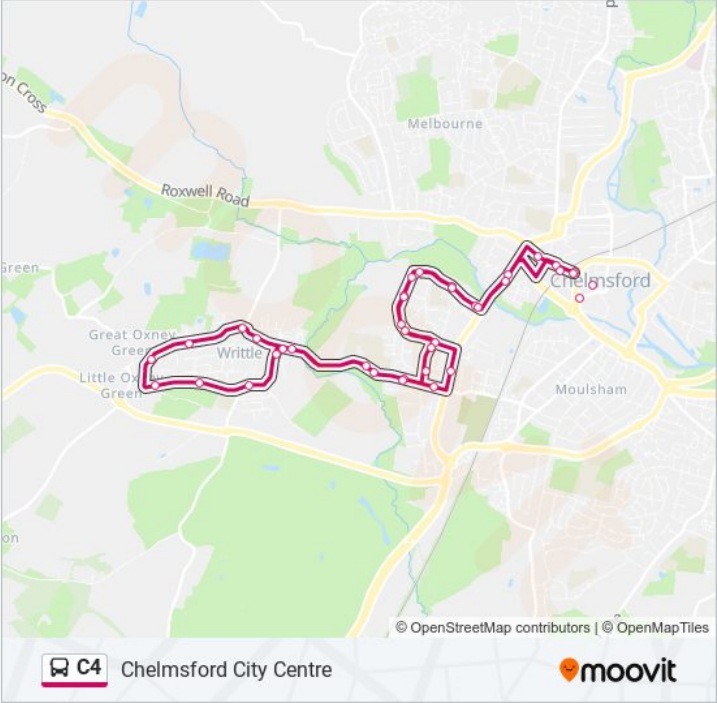 on Cross
Melbourne
Roxwell Road
Green
Chelmsford
Great Oxney
Green
Writtle
Little Oxney
Green
Moulsham
on
© OpenStreetMap contributors | © OpenMapTiles
C4 Chelmsford City Centre
moovit